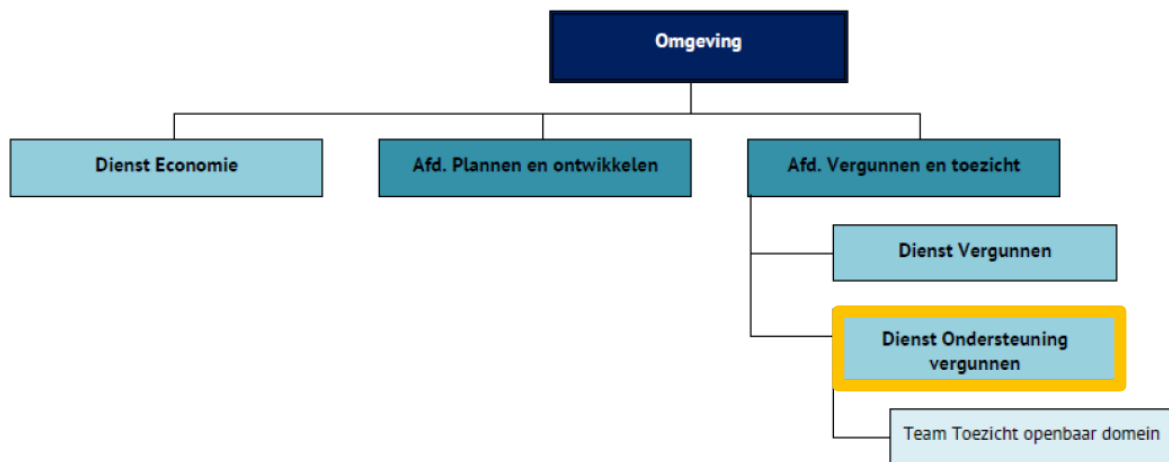 Omgeving
Dienst Economie
Afd. Plannen en ontwikkelen
Afd. Vergunnen en toezicht
Dienst Vergunnen
Dienst Ondersteuning
vergunnen
Team Toezicht openbaar domein